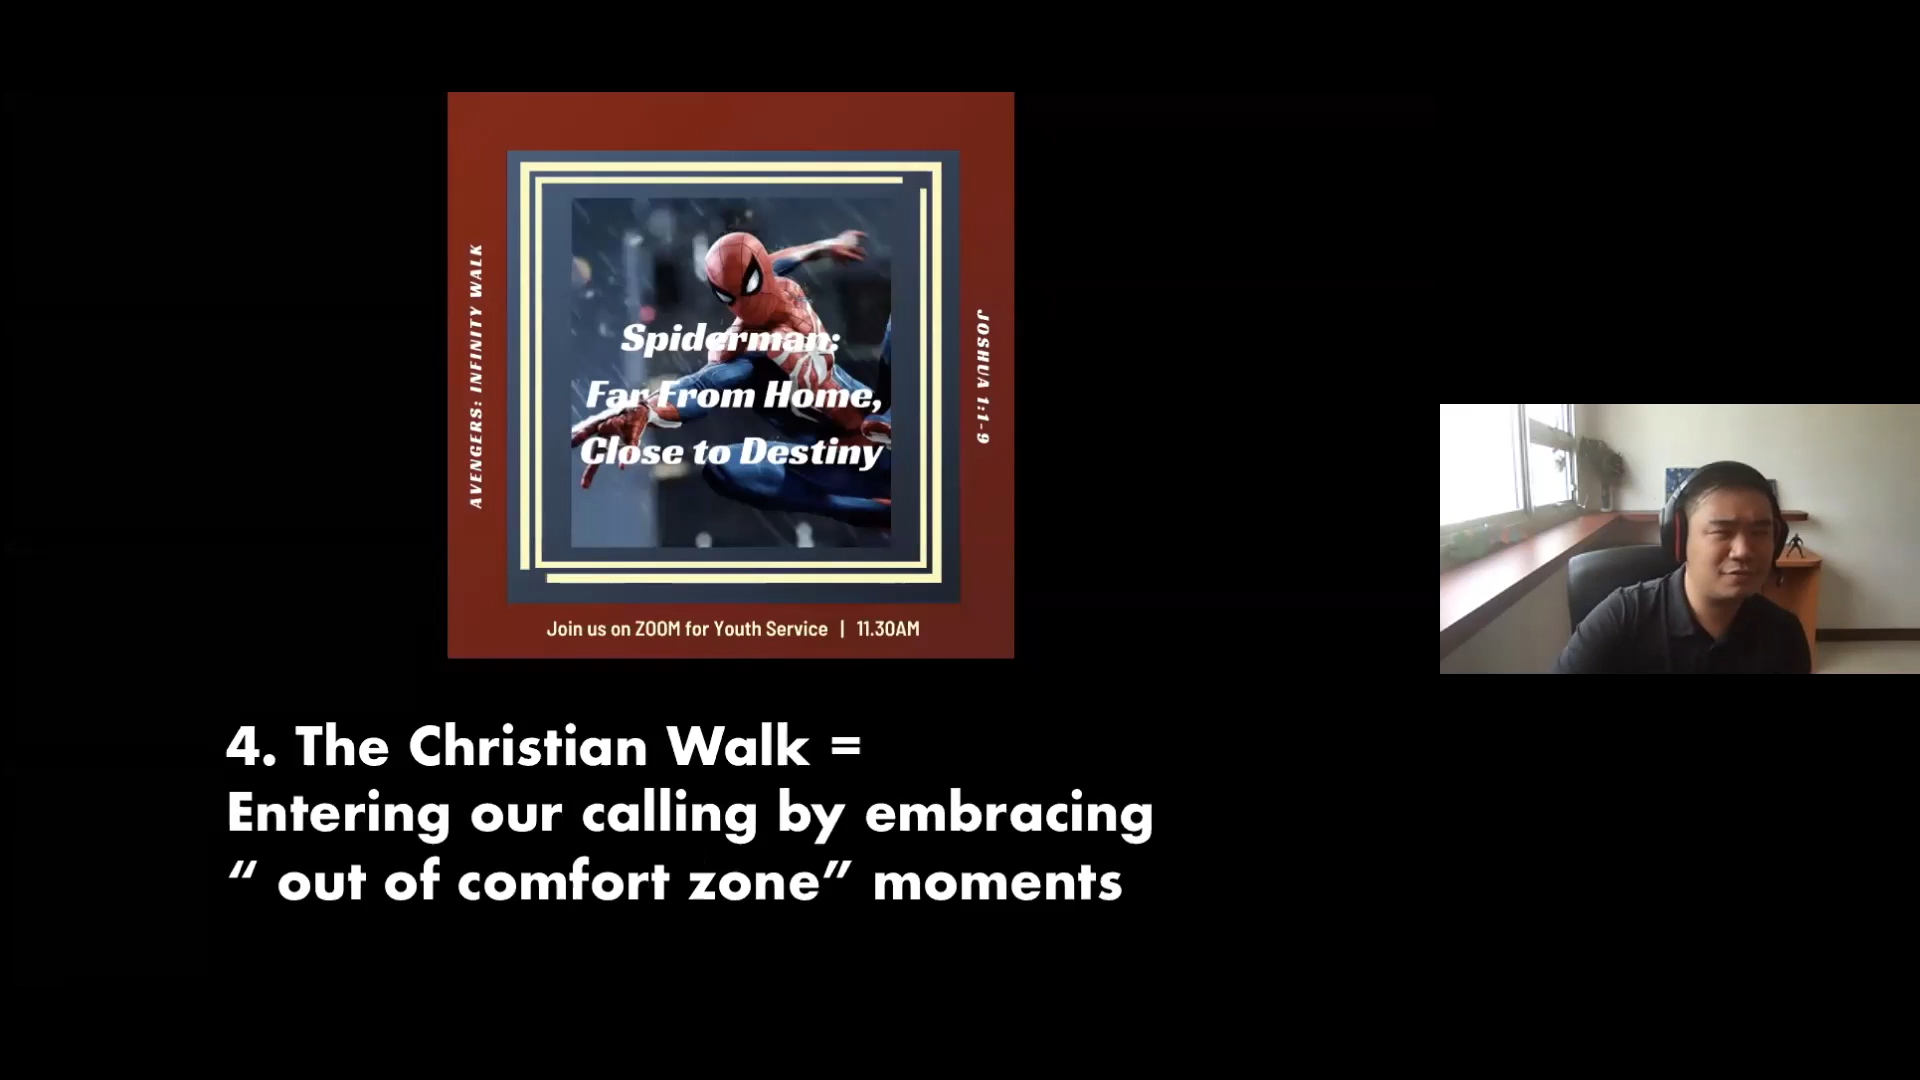 AVENGERS: INFINITY WALK
Spiderman:
Far From Home,
Close to Destiny
JOSHUA 1:1-9
Join us on ZOOM for Youth Service | 11.30AM
4. The Christian Walk =
Entering our calling by embracing
“ out of comfort zone” moments